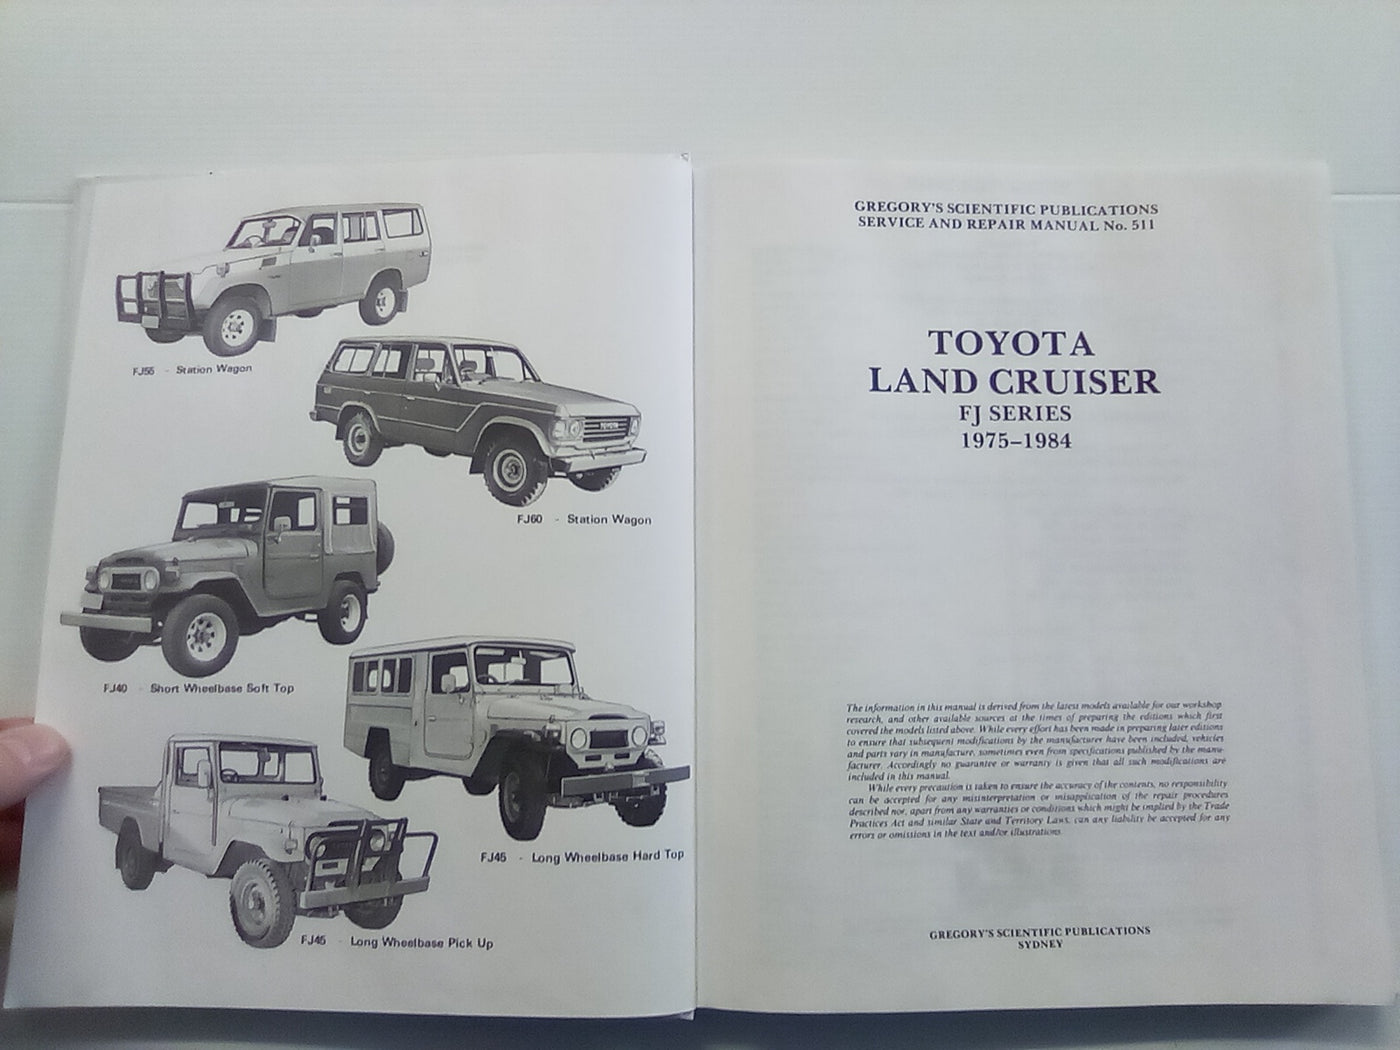 FJ55 - Station Wagon
TOYOTA
FJ60 - Station Wagon
FJ40 - Short Wheelbase Soft Top
FJ45 - Long Wheelbase Hard Top
FJ45 - Long Wheelbase Pick Up
GREGORY'S SCIENTIFIC PUBLICATIONS
SERVICE AND REPAIR MANUAL No. 511
TOYOTA
LAND CRUISER
FJ SERIES
1975–1984
The information in this manual is derived from the latest models available for our workshop
research, and other available sources at the times of preparing the editions which first
covered the models listed above. While every effort has been made in preparing later editions
to ensure that subsequent modifications by the manufacturer have been included, vehicles
and parts vary in manufacture, sometimes even from specifications published by the manu-
facturer. Accordingly no guarantee or warranty is given that all such modifications are
included in this manual.
While every precaution is taken to ensure the accuracy of the contents, no responsibility
can be accepted for any misinterpretation or misapplication of the repair procedures
described nor, apart from any warranties or conditions which might be implied by the Trade
Practices Act and similar State and Territory Laws, can any liability be accepted for any
errors or omissions in the text and/or illustrations.
GREGORY'S SCIENTIFIC PUBLICATIONS
SYDNEY